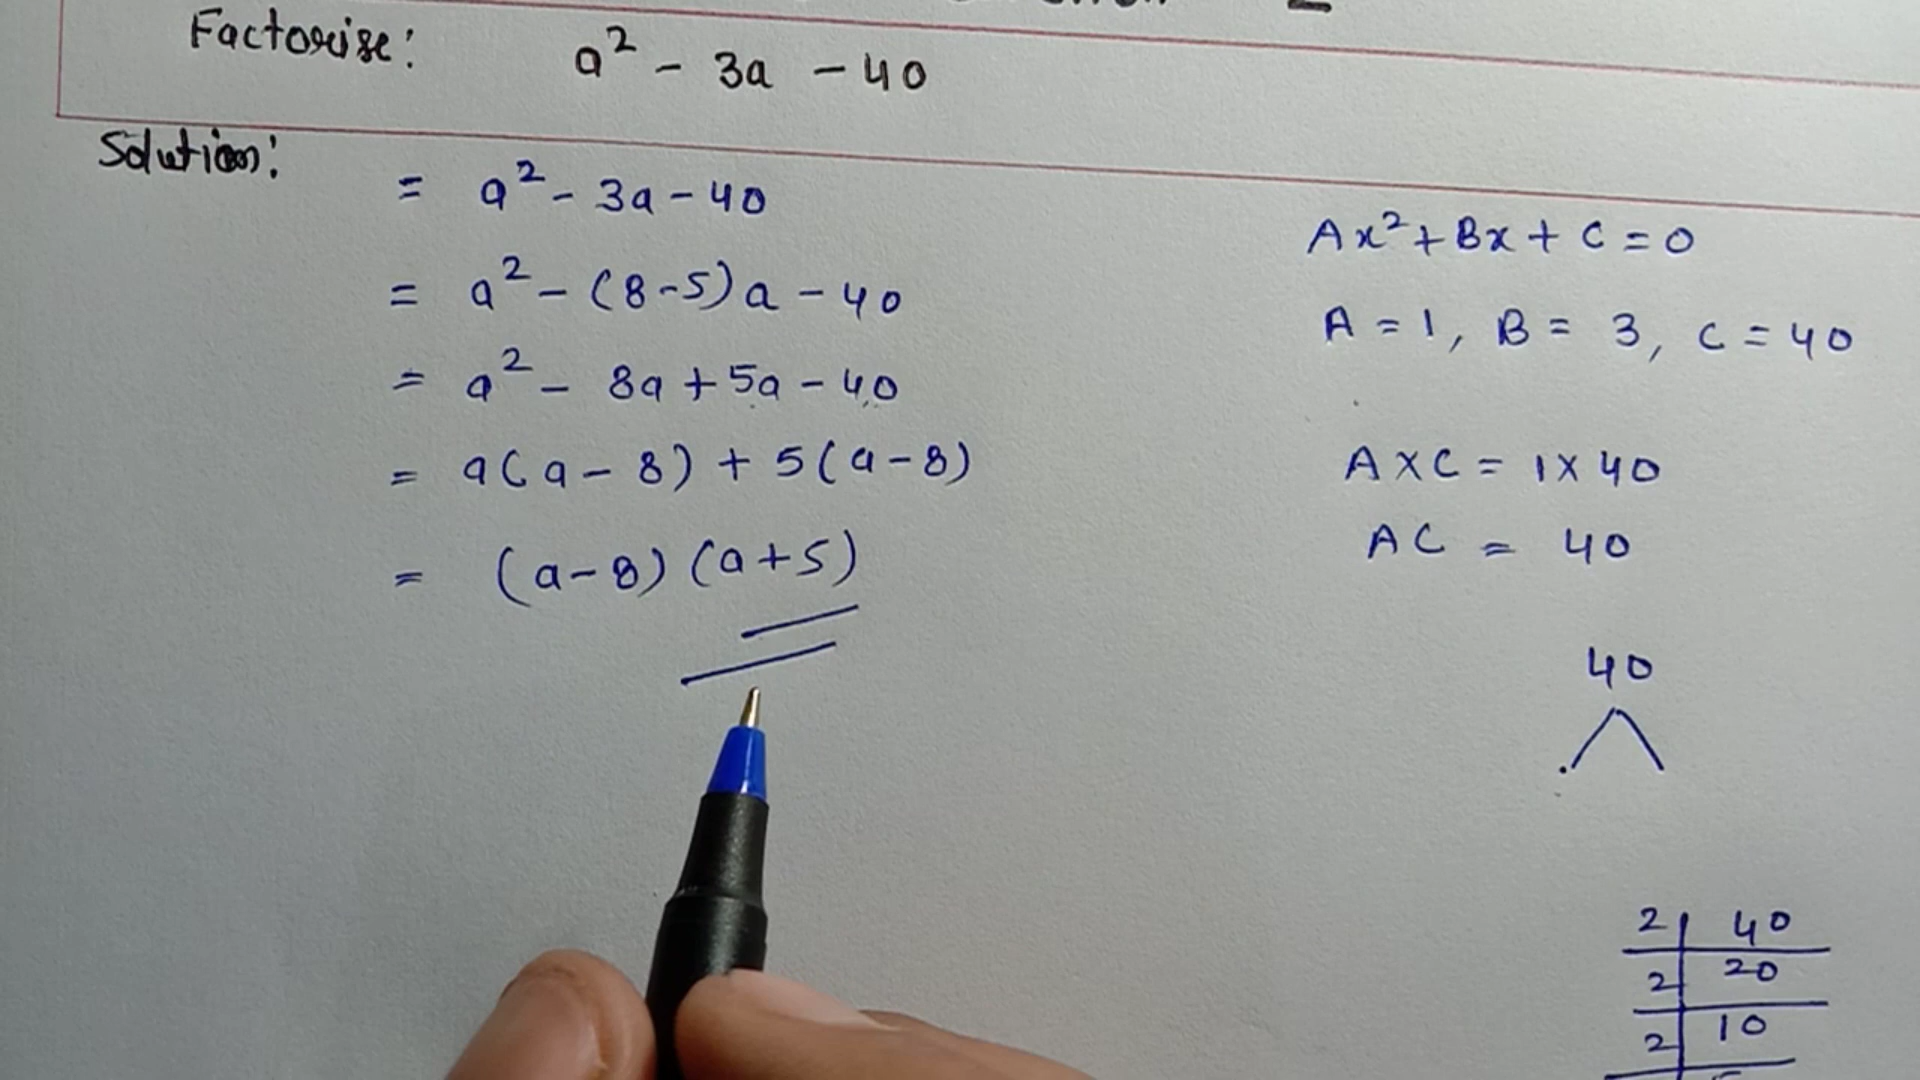 Factorise: a² - 3a - 40
Solution:
= a² - 3a - 40
= a² - (8-5)a - 40
= a² - 8a + 5a - 40
= a(a - 8) + 5(a - 8)
= (a - 8) (a + 5)
Ax² + Bx + C = 0
A = 1, B = 3, C = 40
A × C = 1 × 40
AC = 40
40
2 | 40
2 | 20
2 | 10